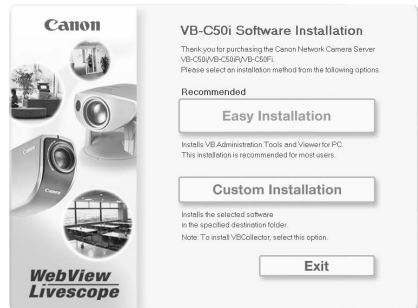 Canon
VB-C50i Software Installation
Thank you for purchasing the Canon Network Camera Server
VB-C50i/VB-C50iR/VB-C50Fi.
Please select an installation method from the following options.
Recommended
Easy Installation
Installs VB Administration Tools and Viewer for PC.
This installation is recommended for most users.
Custom Installation
Installs the selected software
in the specified destination folder.
Note: To install VBCollector, select this option.
Exit
Canon
Canon
WebView
Livescope